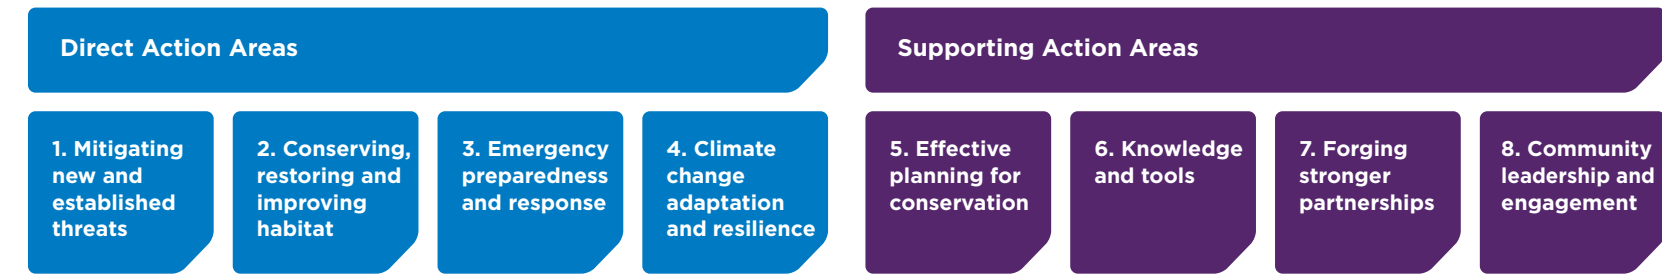 Direct Action Areas
Supporting Action Areas
1. Mitigating
new and
established
threats
2. Conserving,
restoring and
improving
habitat
3. Emergency
preparedness
and response
4. Climate
change
adaptation
and resilience
5. Effective
planning for
conservation
6. Knowledge
and tools
7. Forging
stronger
partnerships
8. Community
leadership and
engagement